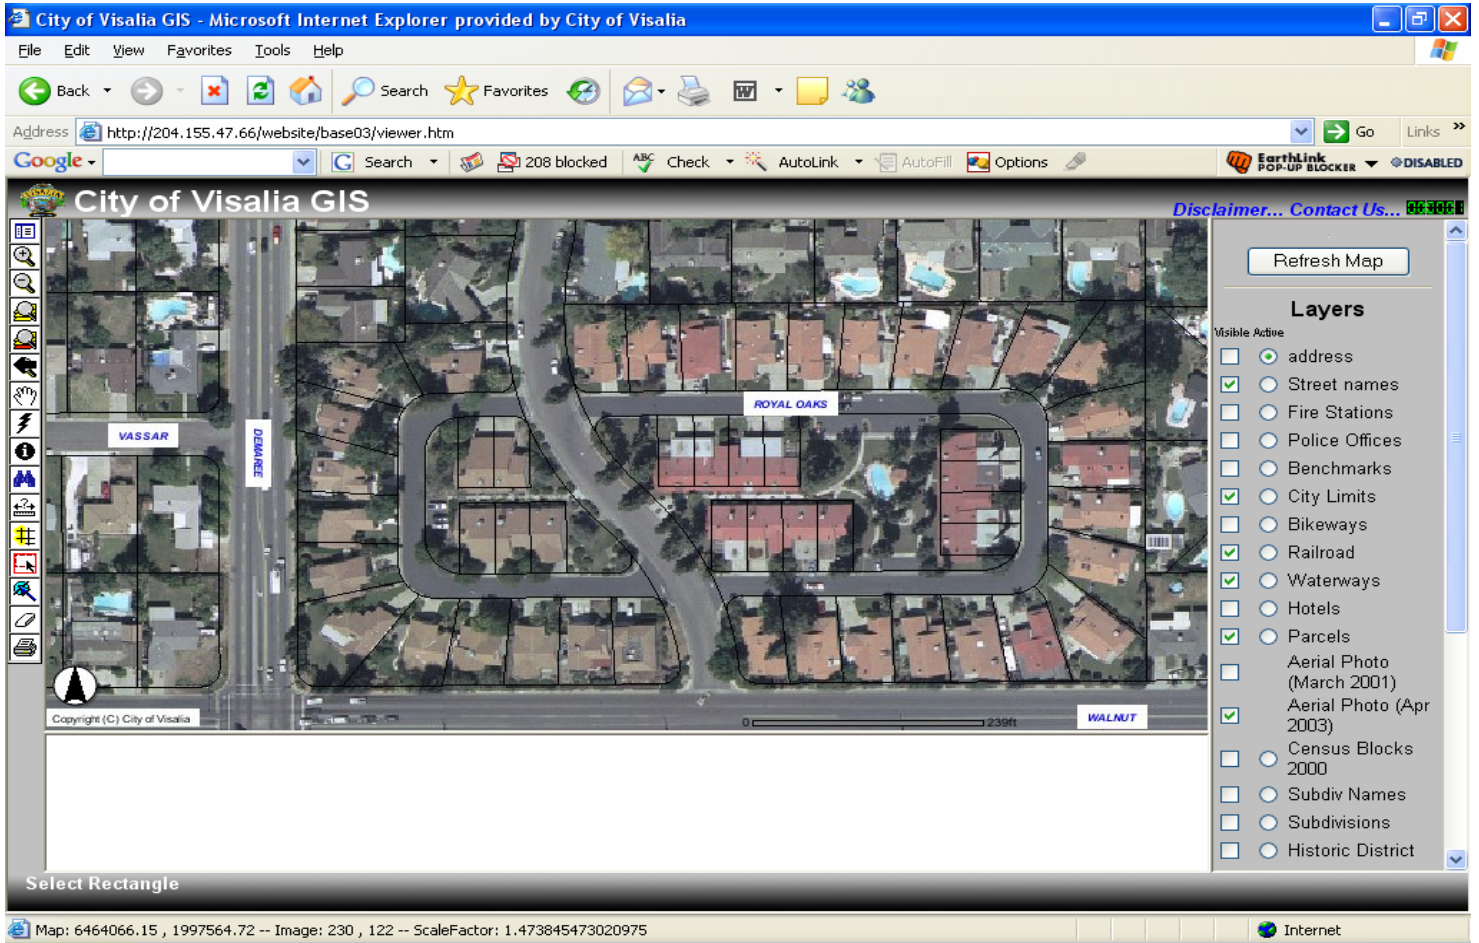 City of Visalia GIS - Microsoft Internet Explorer provided by City of Visalia
File Edit View Favorites Tools Help
Back Search Favorites
Address http://204.155.47.66/website/base03/viewer.htm Go Links »
Google G Search 208 blocked ABC Check AutoLink AutoFill Options EarthLink POP-UP BLOCKER DISABLED
City of Visalia GIS
Disclaimer... Contact Us...
Refresh Map
Layers
Visible Active
address
Street names
Fire Stations
Police Offices
Benchmarks
City Limits
Bikeways
Railroad
Waterways
Hotels
Parcels
Aerial Photo
(March 2001)
Aerial Photo (Apr
2003)
Census Blocks
2000
Subdiv Names
Subdivisions
Historic District
ROYAL OAKS
VASSAR
DEMAREE
WALNUT
0 239ft
Copyright (C) City of Visalia
Select Rectangle
Map: 6464066.15 , 1997564.72 -- Image: 230 , 122 -- ScaleFactor: 1.473845473020975
Internet